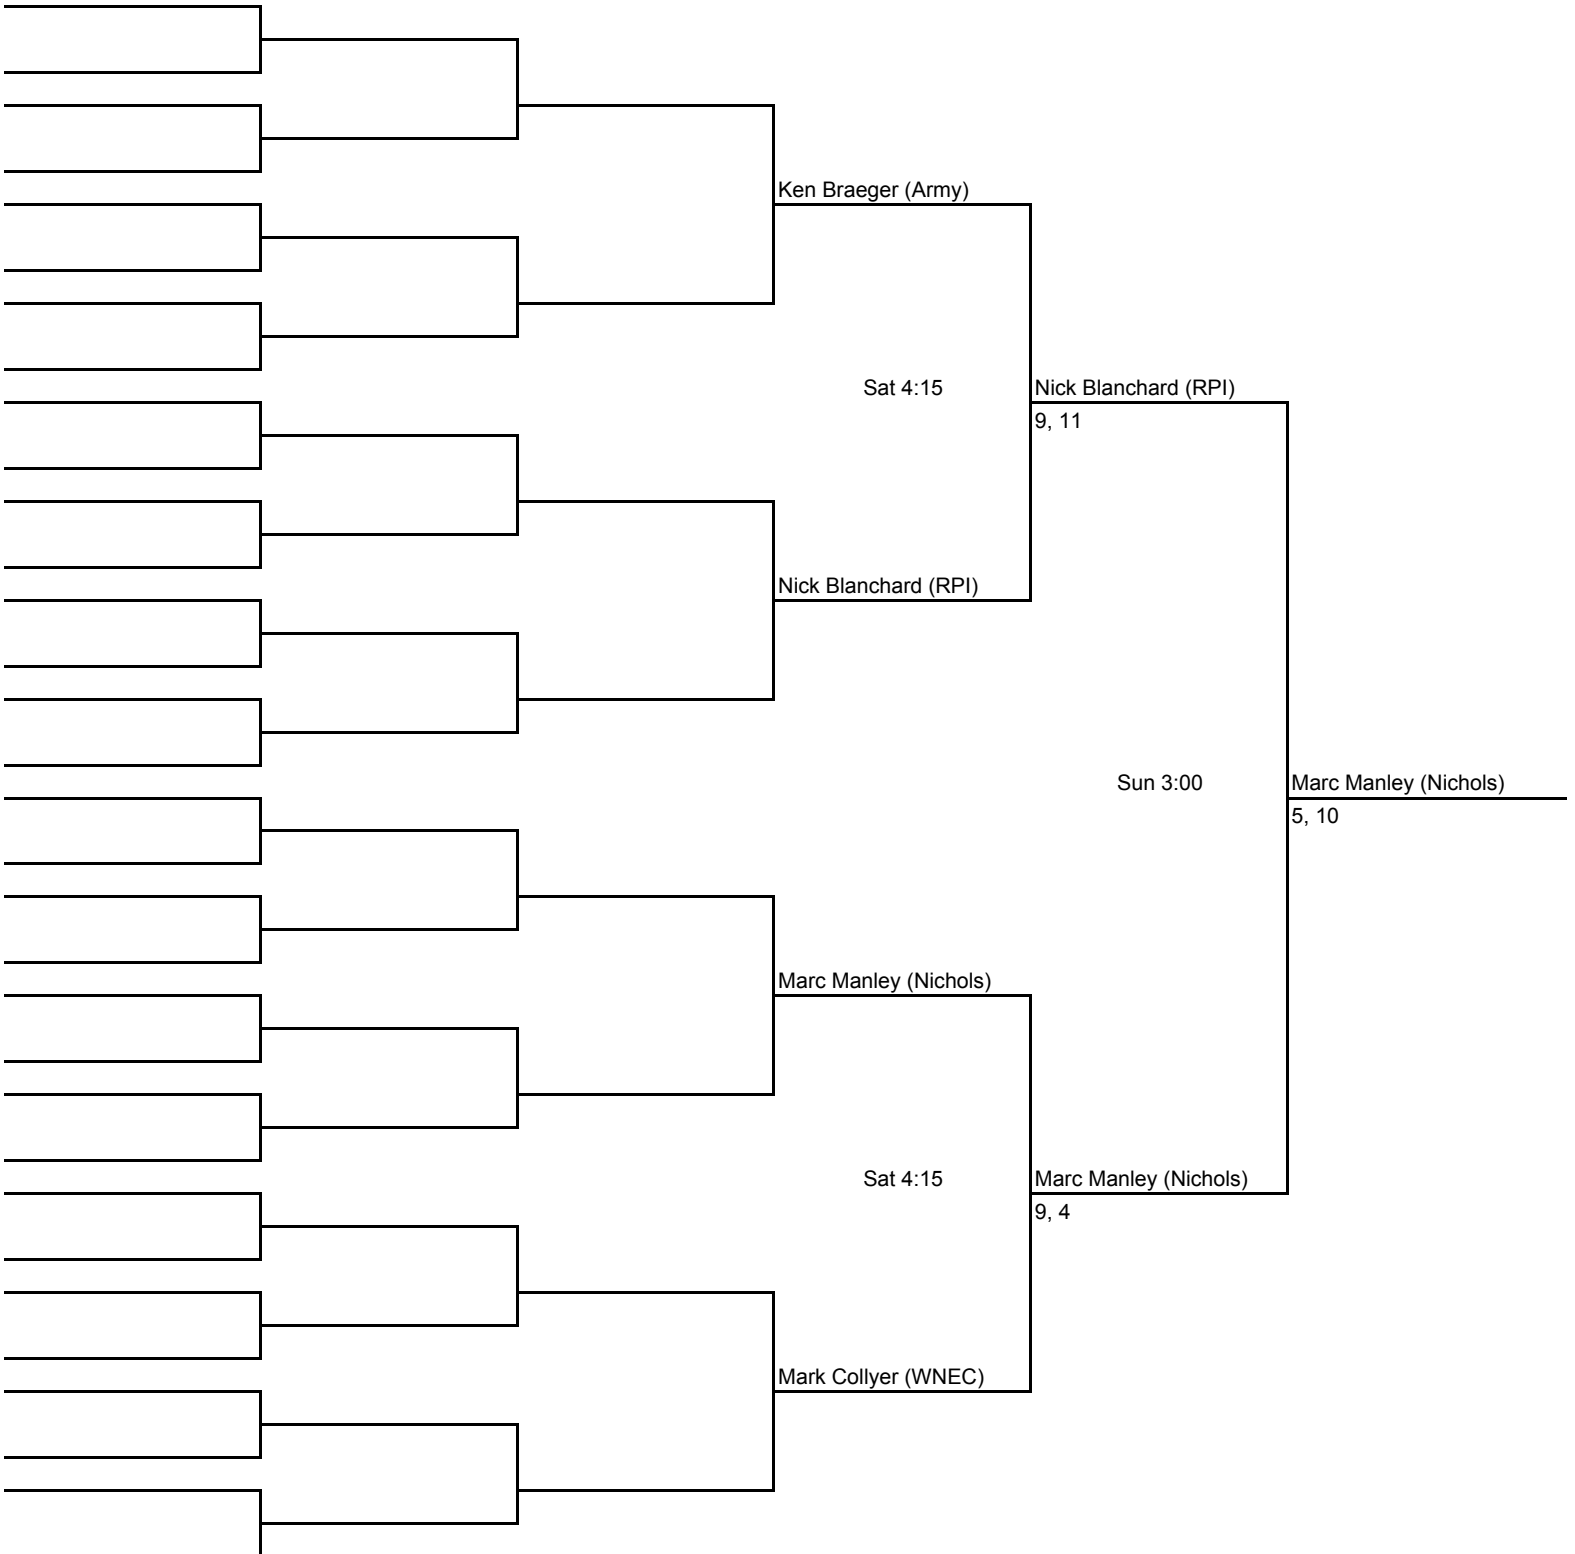 Ken Braeger (Army)
Sat 4:15
Nick Blanchard (RPI)
9, 11
Nick Blanchard (RPI)
Sun 3:00
Marc Manley (Nichols)
5, 10
Marc Manley (Nichols)
Sat 4:15
Marc Manley (Nichols)
9, 4
Mark Collyer (WNEC)